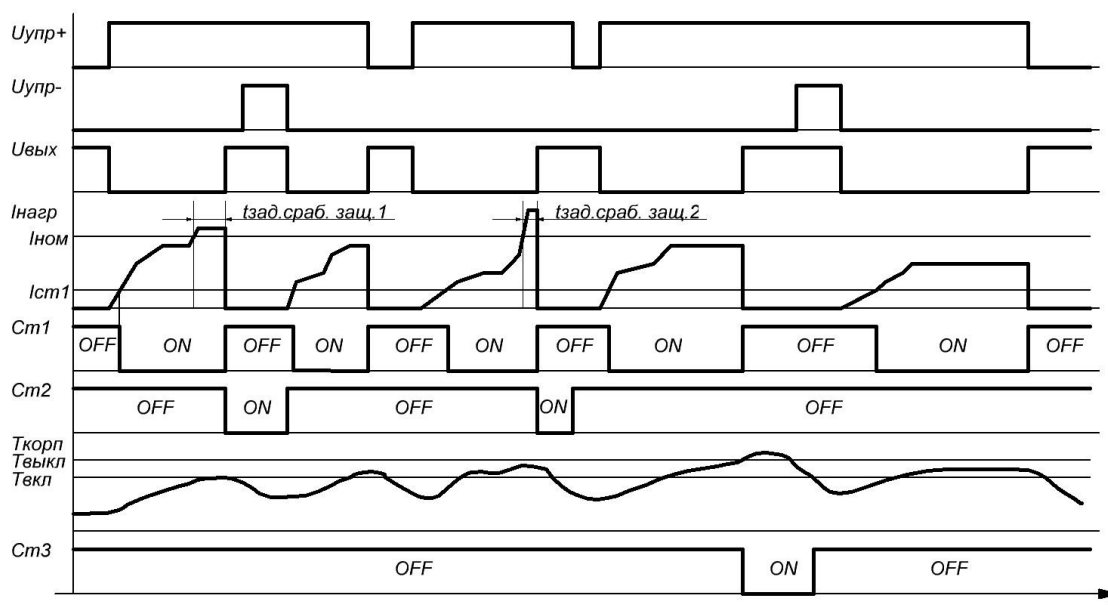 Uупр+
Uупр-
Uвых
Iнагр
tзад.сраб. защ.1
tзад.сраб. защ.2
Iном
Iст1
Ст1
OFF ON OFF ON OFF ON OFF ON OFF ON OFF
Ст2
OFF ON OFF ON OFF
Ткорп
Твыкл
Твкл
Ст3
OFF ON OFF